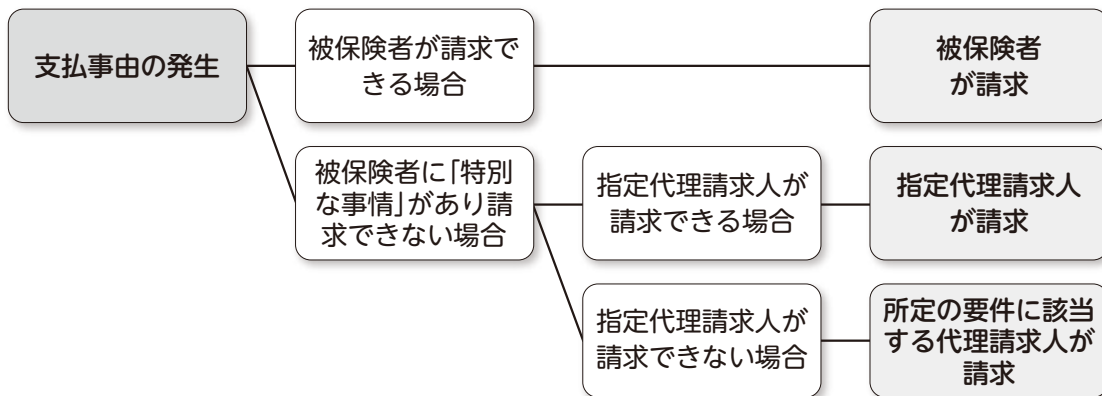 支払事由の発生
被保険者が請求で
きる場合
被保険者
が請求
被保険者に「特別
な事情」があり請
求できない場合
指定代理請求人が
請求できる場合
指定代理請求人
が請求
指定代理請求人が
請求できない場合
所定の要件に該当
する代理請求人が
請求